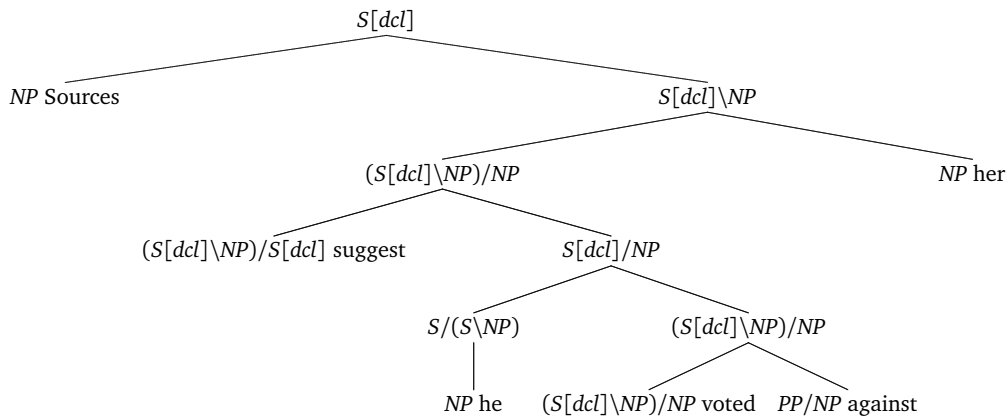 S[dcl]
NP Sources S[dcl]\NP
(S[dcl]\NP)/NP NP her
(S[dcl]\NP)/S[dcl] suggest S[dcl]/NP
S/(S\NP) (S[dcl]\NP)/NP
NP he (S[dcl]\NP)/NP voted PP/NP against